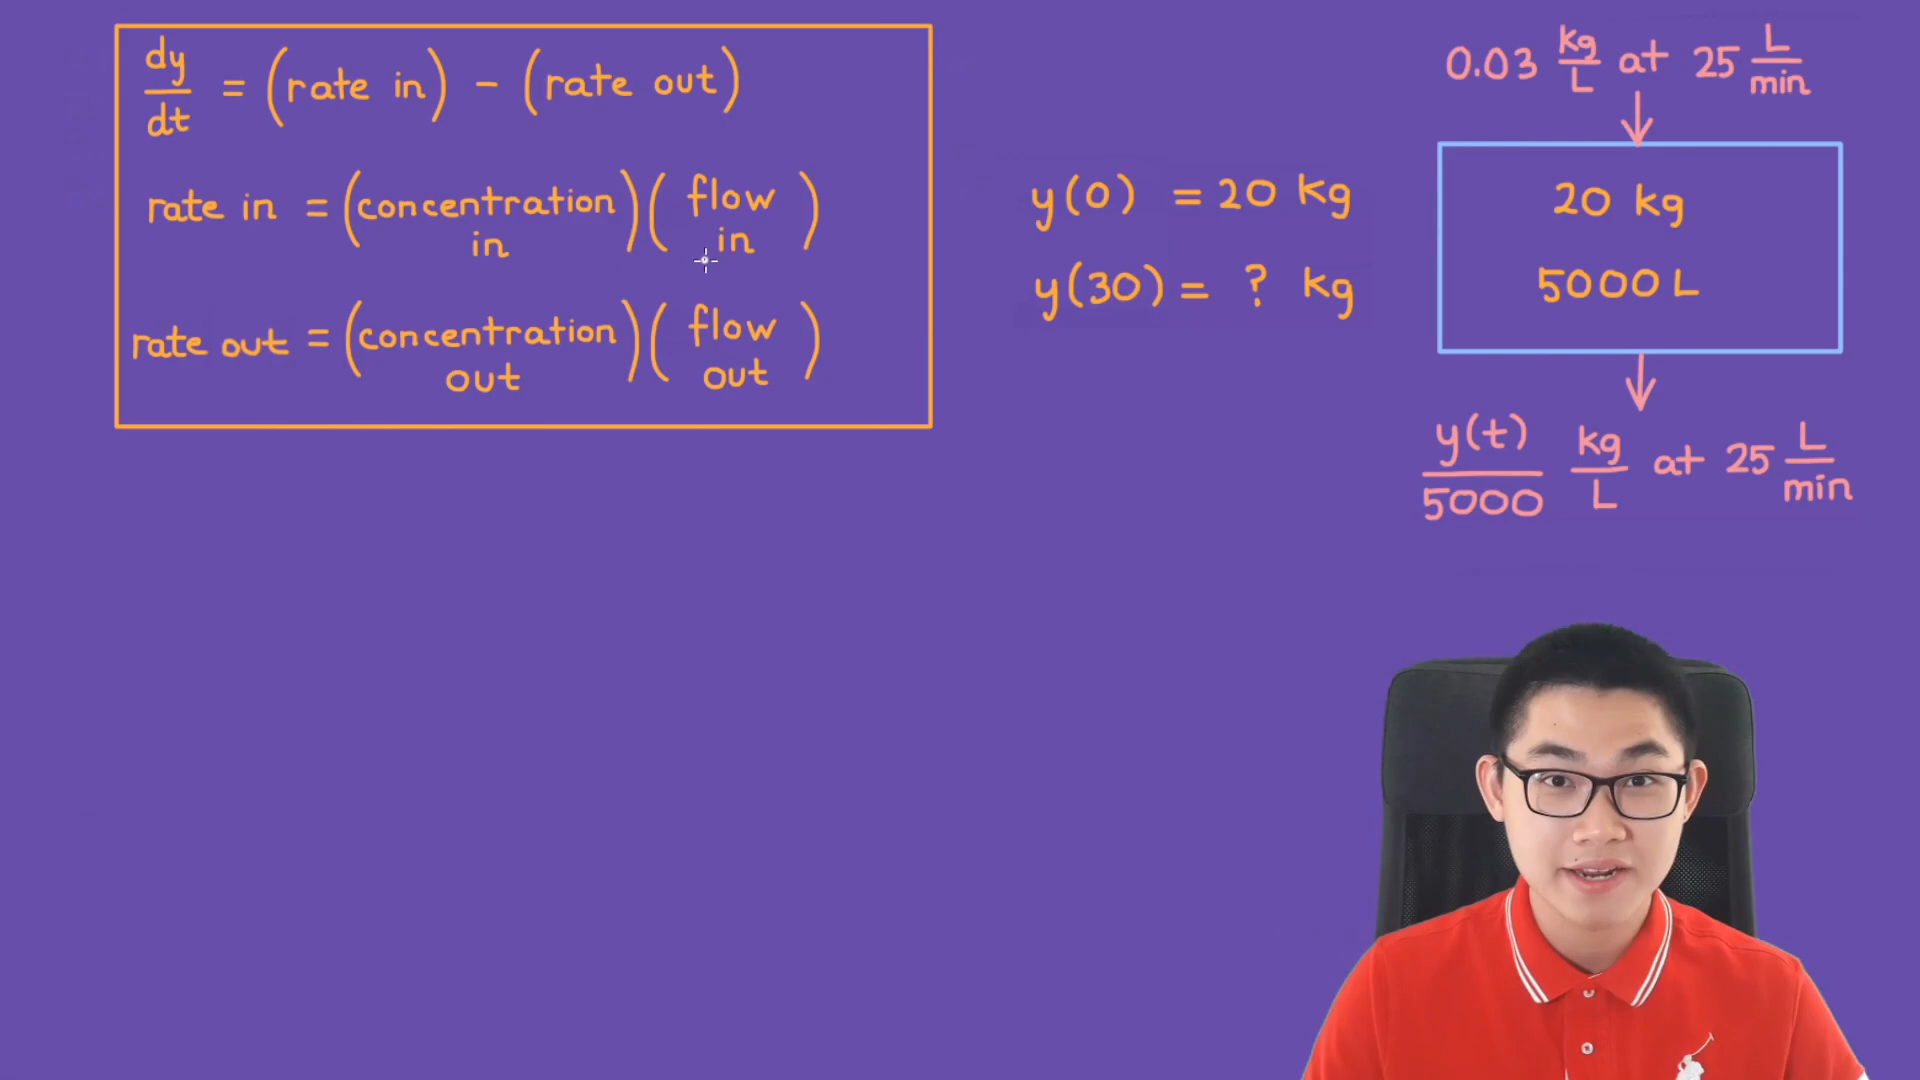 dy/dt = (rate in) - (rate out)
rate in = (concentration in)(flow in)
rate out = (concentration out)(flow out)
y(0) = 20 kg
y(30) = ? kg
0.03 kg/L at 25 L/min
20 kg
5000 L
y(t)/5000 kg/L at 25 L/min